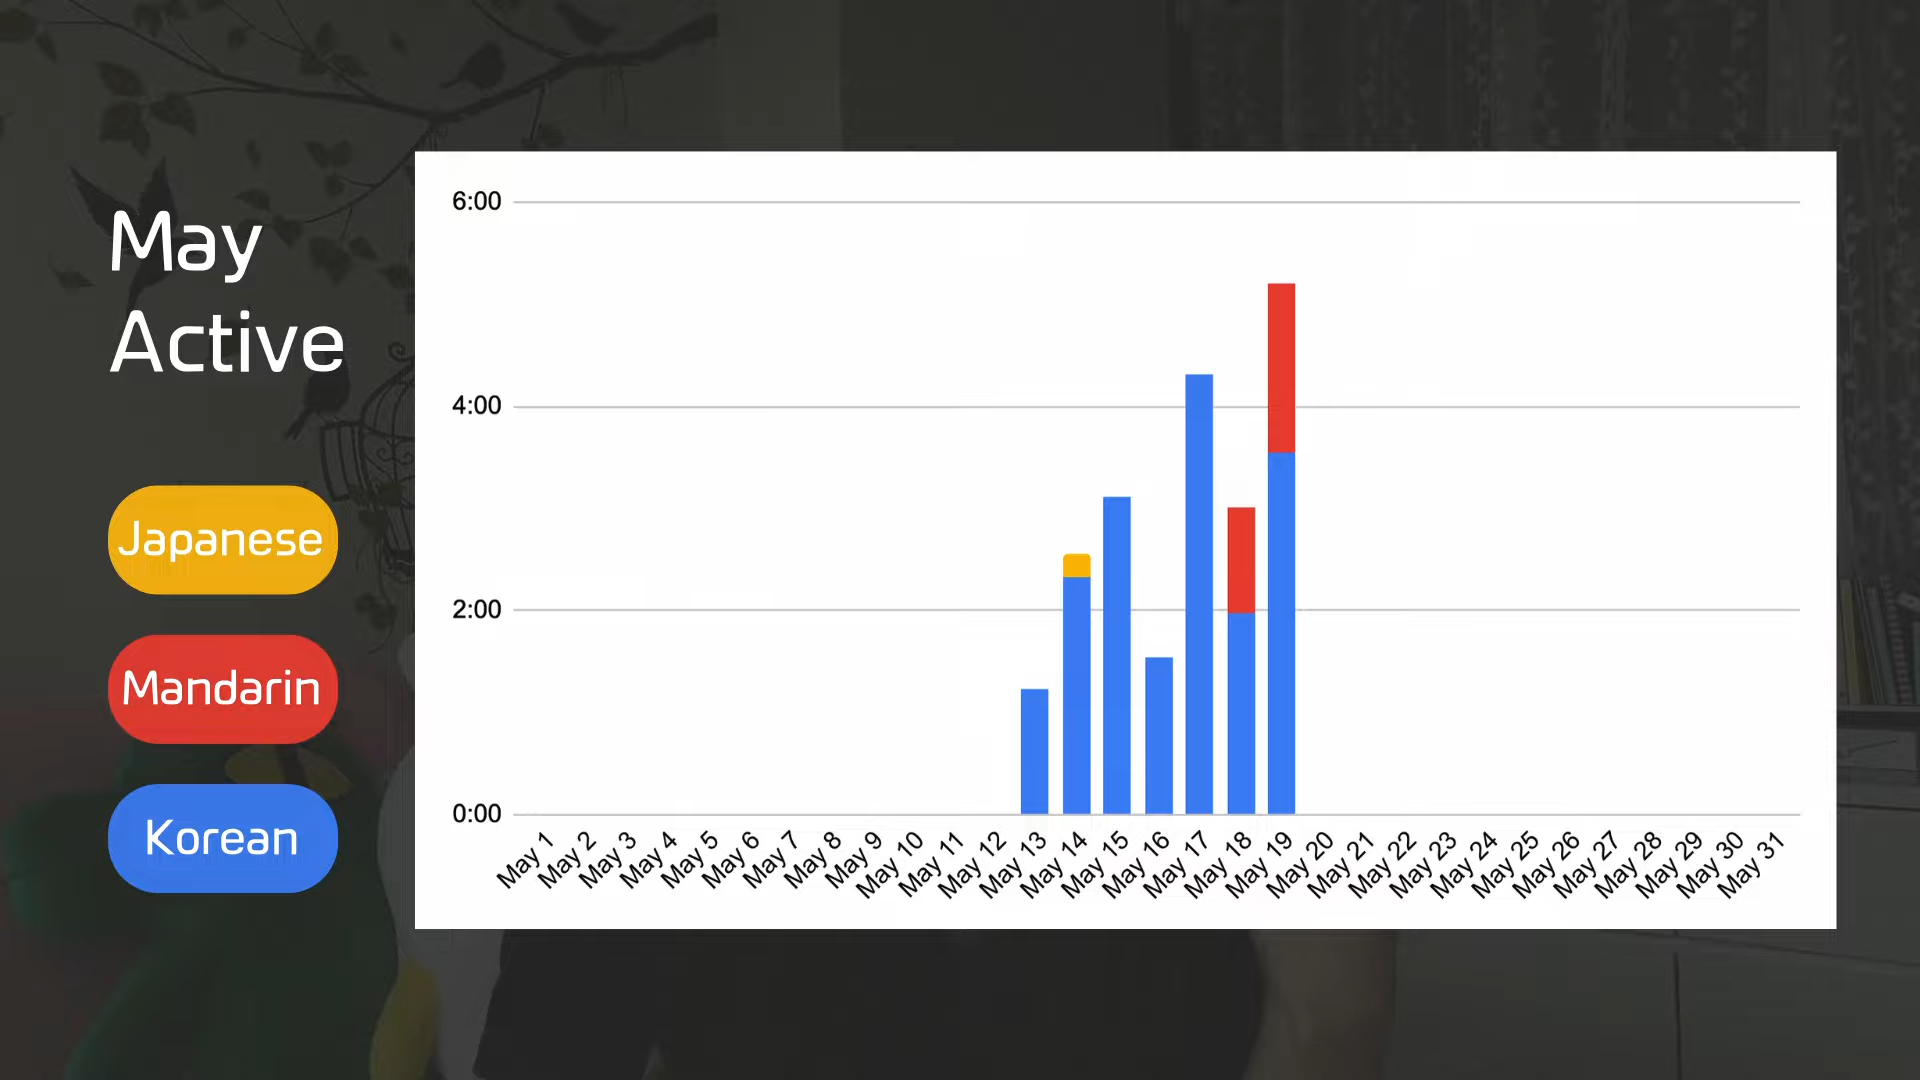 May
Active
Japanese
Mandarin
Korean
6:00
4:00
2:00
0:00
May 1
May 2
May 3
May 4
May 5
May 6
May 7
May 8
May 9
May 10
May 11
May 12
May 13
May 14
May 15
May 16
May 17
May 18
May 19
May 20
May 21
May 22
May 23
May 24
May 25
May 26
May 27
May 28
May 29
May 30
May 31